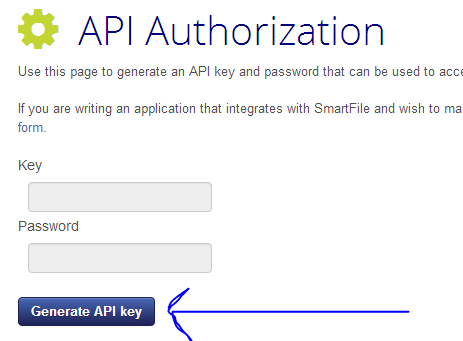 API Authorization
Use this page to generate an API key and password that can be used to acce
If you are writing an application that integrates with SmartFile and wish to ma
form.
Key
Password
Generate API key